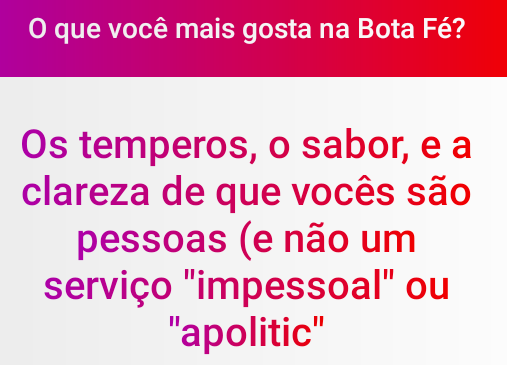 O que você mais gosta na Bota Fé?
Os temperos, o sabor, e a
clareza de que vocês são
pessoas (e não um
serviço "impessoal" ou
"apolitic"